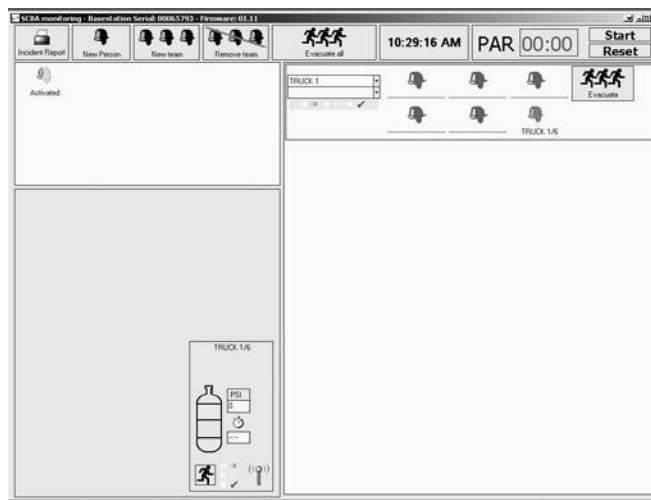 SCBA monitoring - Basestation Serial: 00065793 - Firmware: 01.11
Incident Report
New Person
New team
Remove team
Evacuate all
10:29:16 AM
PAR 00:00
Start
Reset
Activated
TRUCK 1
Evacuate
TRUCK 1/6
TRUCK 1/6
PSI
0
-:--